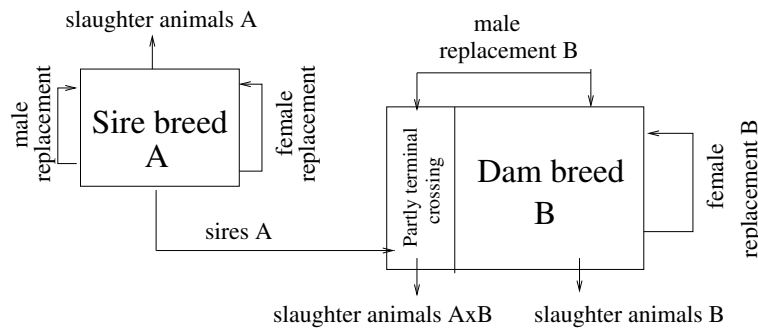 slaughter animals A
male
replacement
Sire breed
A
female
replacement
sires A
male
replacement B
Partly terminal
crossing
Dam breed
B
female
replacement B
slaughter animals AxB
slaughter animals B